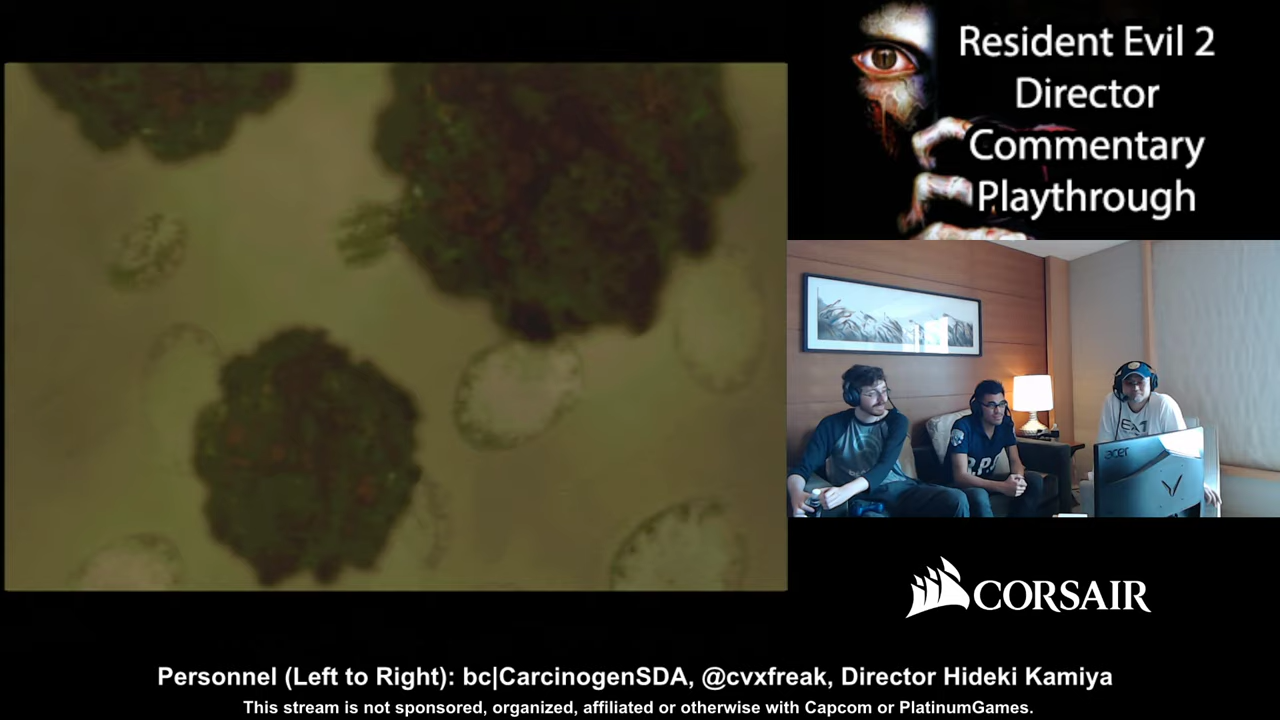 Resident Evil 2
Director
Commentary
Playthrough
acer
CORSAIR
Personnel (Left to Right): bc|CarcinogenSDA, @cvxfreak, Director Hideki Kamiya
This stream is not sponsored, organized, affiliated or otherwise with Capcom or PlatinumGames.